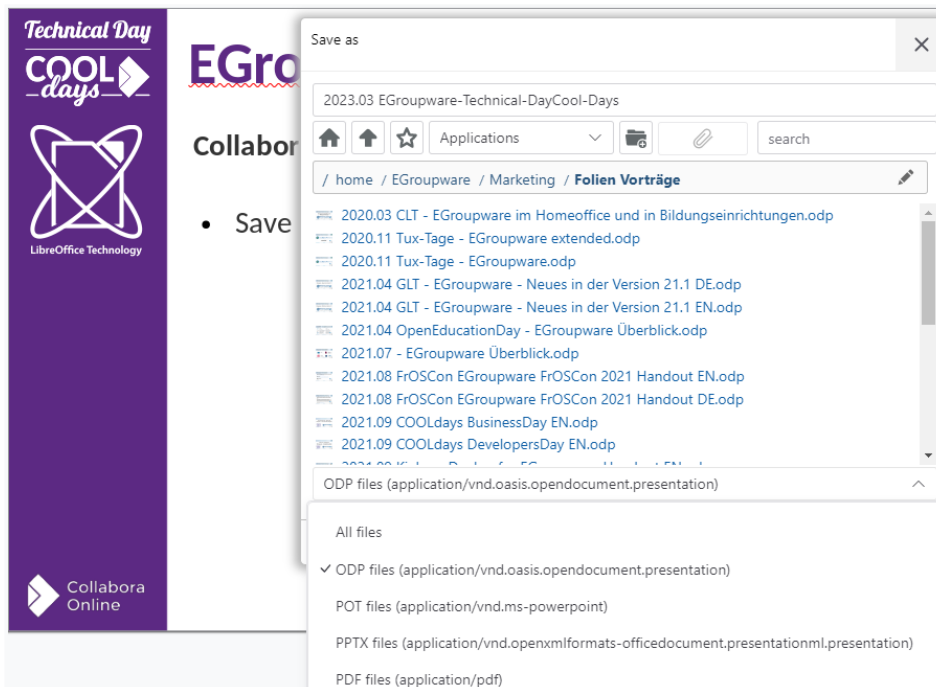 Technical Day
COOL
days
LibreOffice Technology
Collabora
Online
EGro
Collabor
• Save
Save as
2023.03 EGroupware-Technical-DayCool-Days
Applications
search
/ home / EGroupware / Marketing / Folien Vorträge
2020.03 CLT - EGroupware im Homeoffice und in Bildungseinrichtungen.odp
2020.11 Tux-Tage - EGroupware extended.odp
2020.11 Tux-Tage - EGroupware.odp
2021.04 GLT - EGroupware - Neues in der Version 21.1 DE.odp
2021.04 GLT - EGroupware - Neues in der Version 21.1 EN.odp
2021.04 OpenEducationDay - EGroupware Überblick.odp
2021.07 - EGroupware Überblick.odp
2021.08 FrOSCon EGroupware FrOSCon 2021 Handout EN.odp
2021.08 FrOSCon EGroupware FrOSCon 2021 Handout DE.odp
2021.09 COOLdays BusinessDay EN.odp
2021.09 COOLdays DevelopersDay EN.odp
ODP files (application/vnd.oasis.opendocument.presentation)
All files
ODP files (application/vnd.oasis.opendocument.presentation)
POT files (application/vnd.ms-powerpoint)
PPTX files (application/vnd.openxmlformats-officedocument.presentationml.presentation)
PDF files (application/pdf)